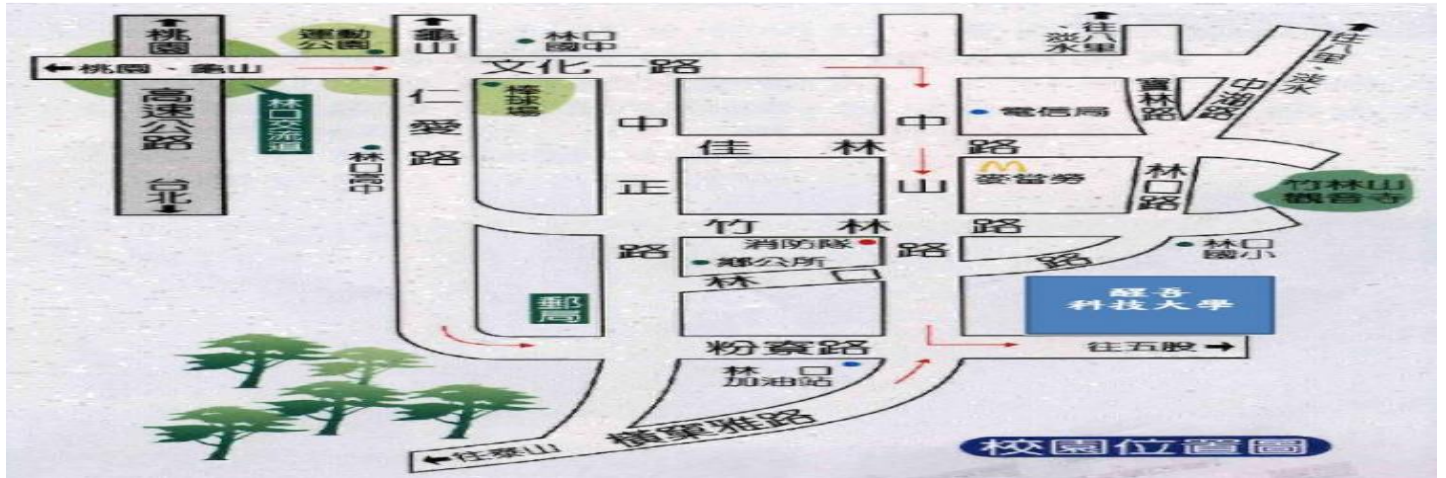 桃園
運動
公園
龜山
林口
國中
往八里、
淡水
往八里、淡水
←桃園、龜山
文化一路
高速公路
台北
林口交流道
仁愛路
棒球場
林口高中
中正路
中山路
電信局
寶林路
中湖路
佳林路
麥當勞
林口路
竹林山
觀音寺
竹林路
消防隊
鄉公所
林口
國小
林
路
郵局
醒吾
科技大學
粉寮路
往五股→
林口
加油站
橫窠雅路
←往泰山
校園位置圖